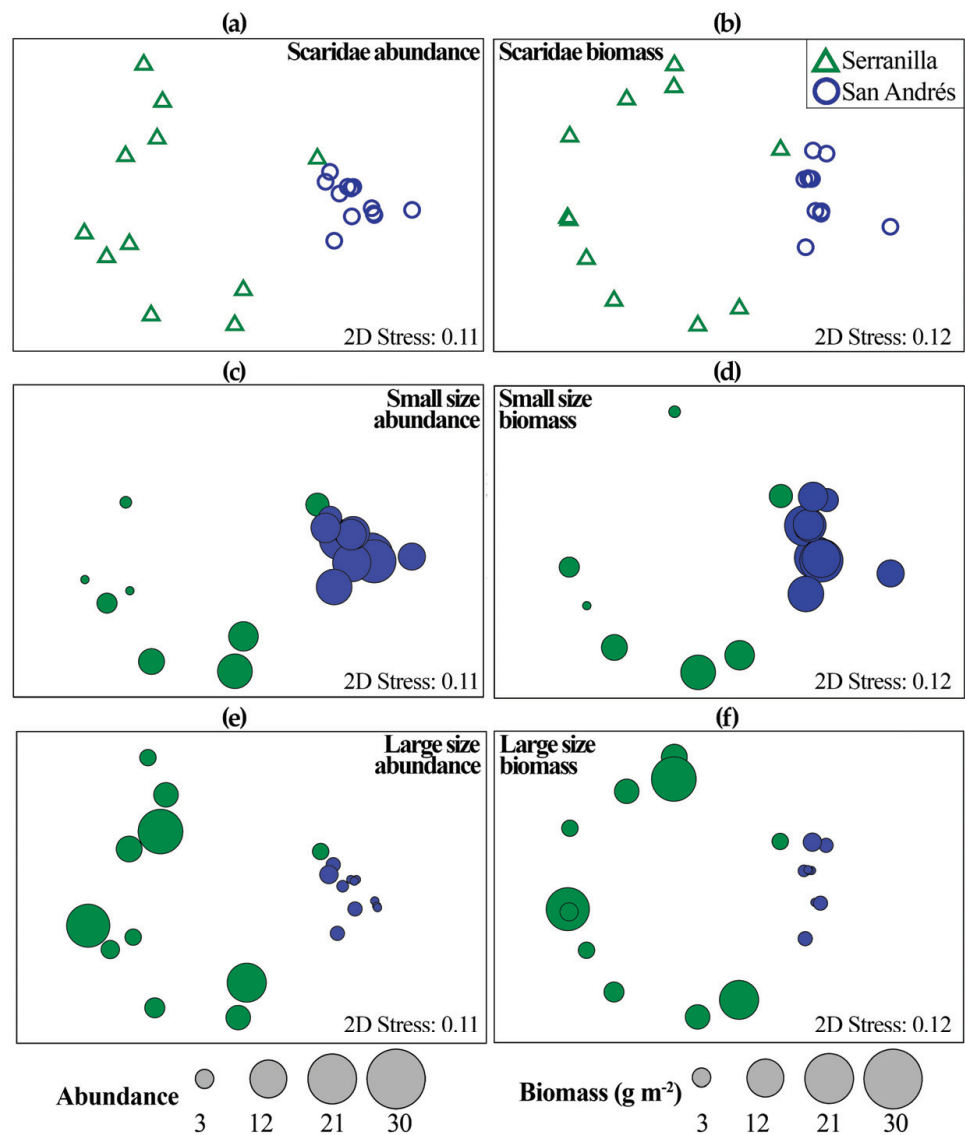 (a)
(b)
Scaridae abundance
Scaridae biomass
Serranilla
San Andrés
2D Stress: 0.11
2D Stress: 0.12
(c)
(d)
Small size
abundance
Small size
biomass
2D Stress: 0.11
2D Stress: 0.12
(e)
(f)
Large size
abundance
Large size
biomass
2D Stress: 0.11
2D Stress: 0.12
Abundance
3 12 21 30
Biomass (g m⁻²)
3 12 21 30